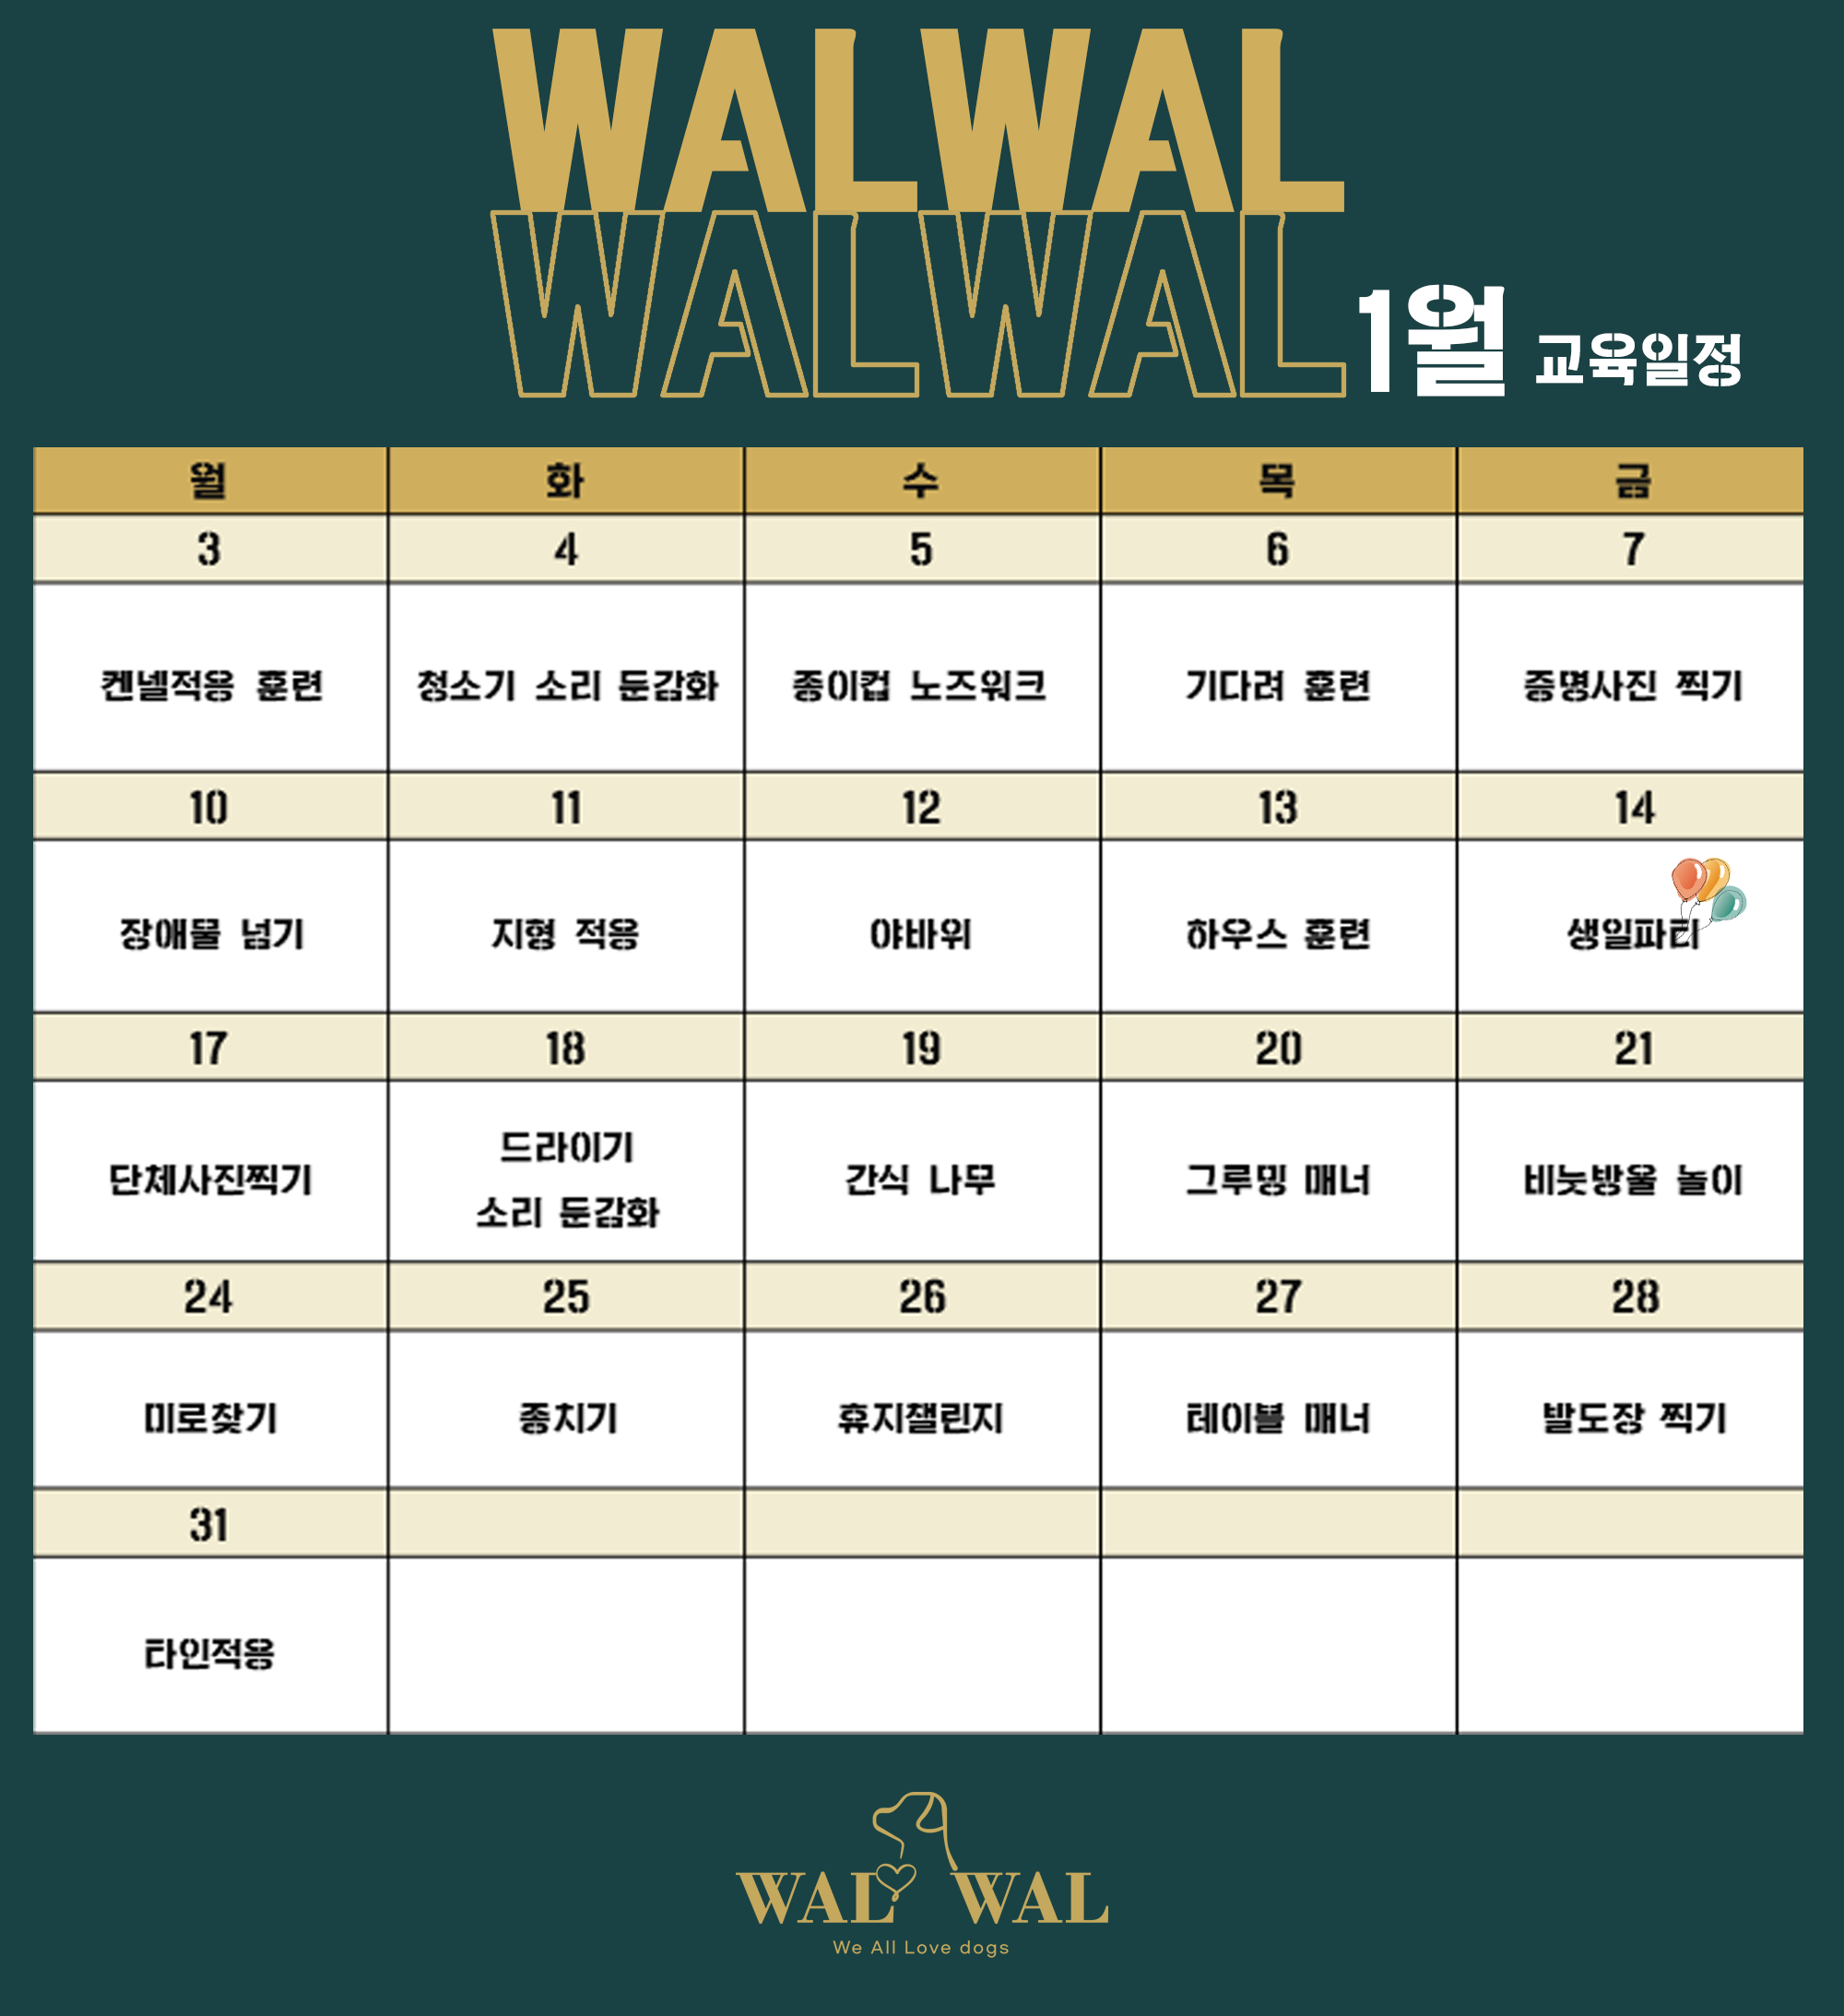 WALWAL
WALWAL
1월 교육일정
월 화 수 목 금
3 4 5 6 7
켄넬적응 훈련 청소기 소리 둔감화 종이컵 노즈워크 기다려 훈련 증명사진 찍기
10 11 12 13 14
장애물 넘기 지형 적응 야바위 하우스 훈련 생일파티
17 18 19 20 21
단체사진찍기 드라이기 간식 나무 그루밍 매너 비눗방울 놀이
소리 둔감화
24 25 26 27 28
미로찾기 종치기 휴지챌린지 테이블 매너 발도장 찍기
31
타인적응
WAL WAL
We All Love dogs